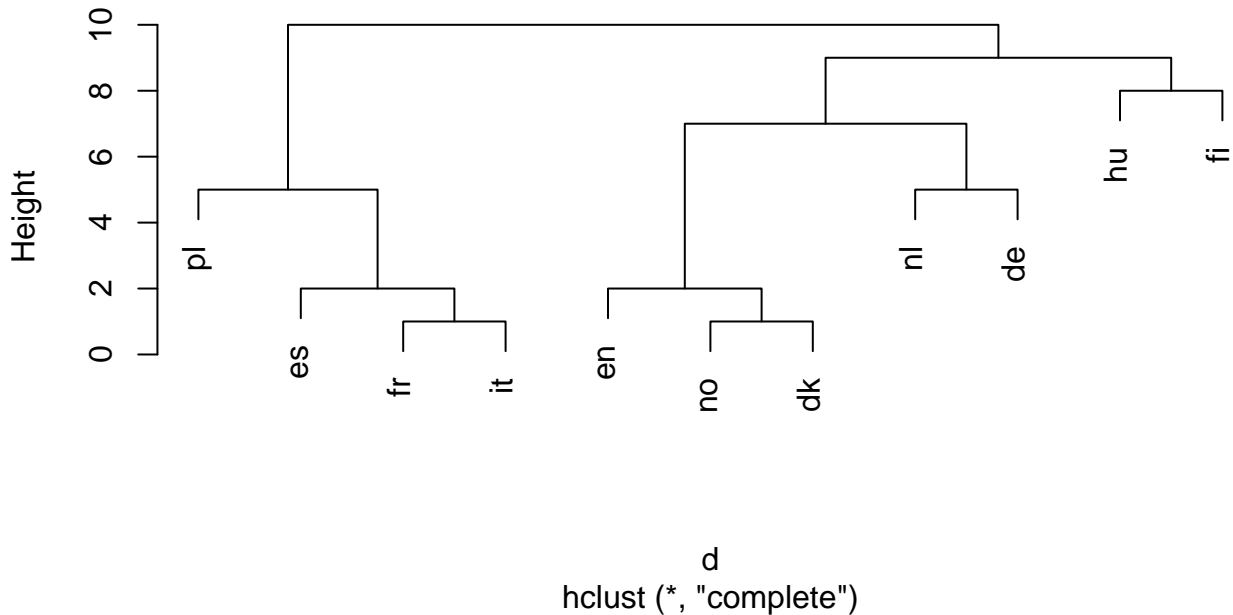 Height
10
8
6
4
2
0
pl
es
fr
it
en
no
dk
nl
de
hu
fi
d
hclust (*, "complete")